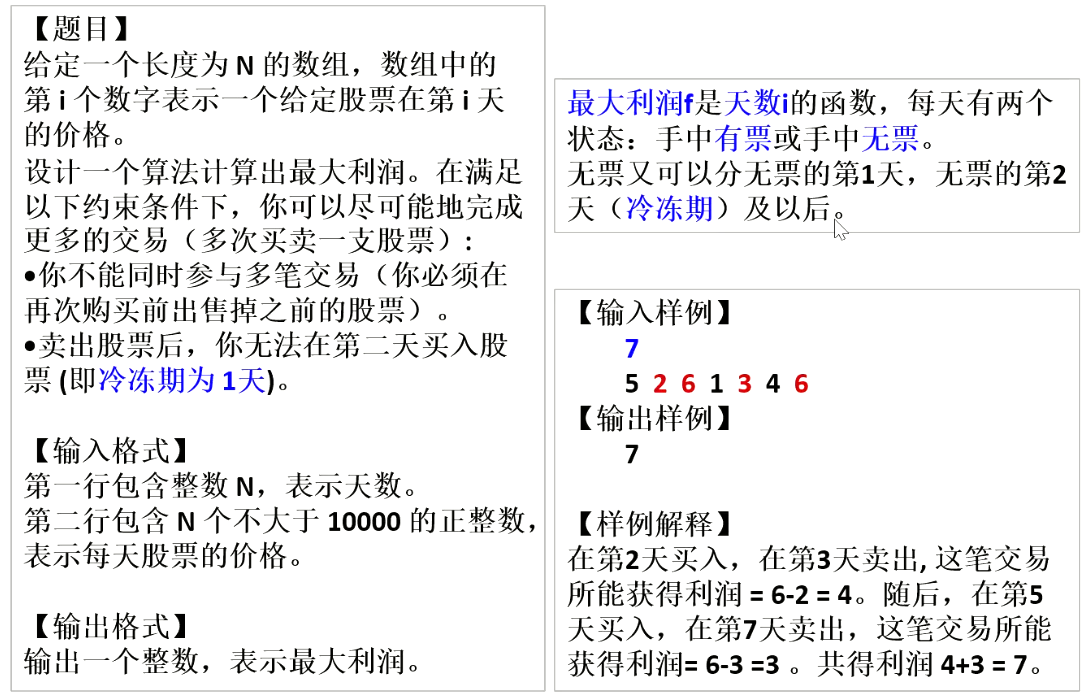 【题目】
给定一个长度为 N 的数组，数组中的
第 i 个数字表示一个给定股票在第 i 天
的价格。
设计一个算法计算出最大利润。在满足
以下约束条件下，你可以尽可能地完成
更多的交易（多次买卖一支股票）:
•你不能同时参与多笔交易（你必须在
再次购买前出售掉之前的股票）。
•卖出股票后，你无法在第二天买入股
票 (即冷冻期为 1天)。
【输入格式】
第一行包含整数 N，表示天数。
第二行包含 N 个不大于 10000 的正整数，
表示每天股票的价格。
【输出格式】
输出一个整数，表示最大利润。
最大利润f是天数i的函数，每天有两个
状态：手中有票或手中无票。
无票又可以分无票的第1天，无票的第2
天（冷冻期）及以后。
【输入样例】
7
5 2 6 1 3 4 6
【输出样例】
7
【样例解释】
在第2天买入，在第3天卖出, 这笔交易
所能获得利润 = 6-2 = 4。随后，在第5
天买入，在第7天卖出，这笔交易所能
获得利润= 6-3 =3 。共得利润 4+3 = 7。